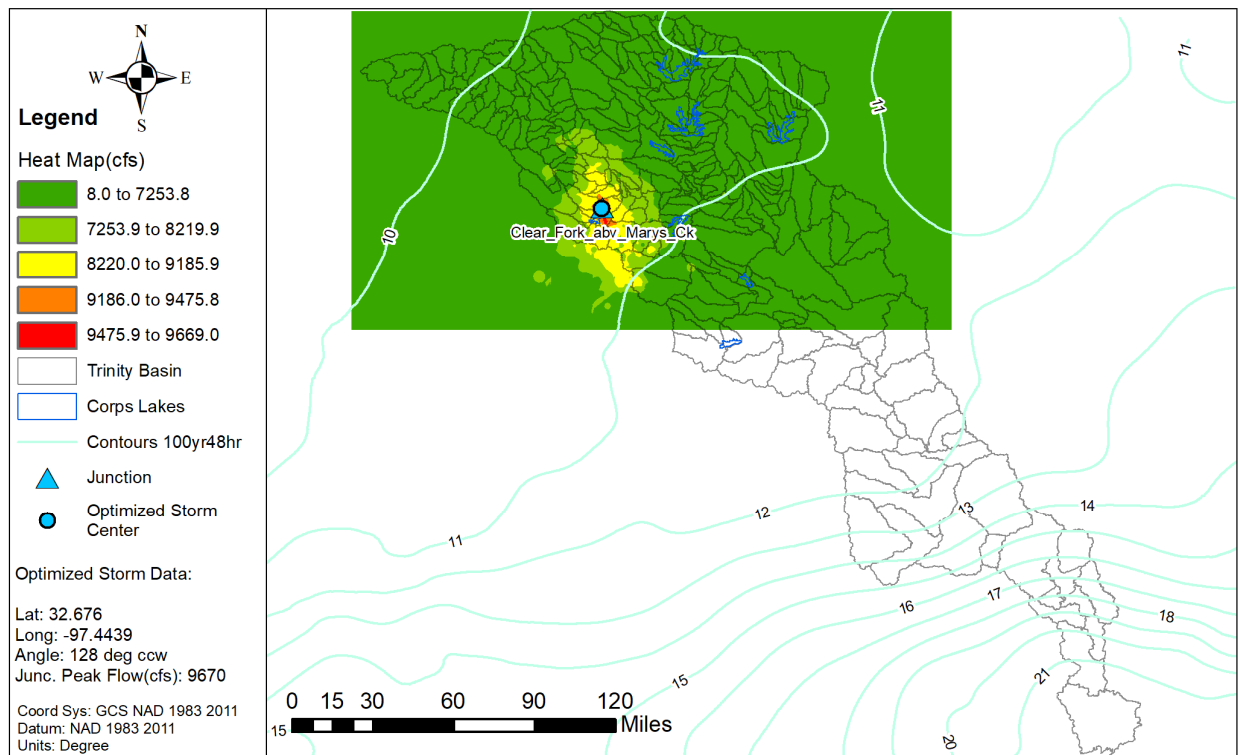 N
W
E
S
Legend
Heat Map(cfs)
8.0 to 7253.8
7253.9 to 8219.9
8220.0 to 9185.9
9186.0 to 9475.8
9475.9 to 9669.0
Trinity Basin
Corps Lakes
Contours 100yr48hr
Junction
Optimized Storm
Center
Optimized Storm Data:
Lat: 32.676
Long: -97.4439
Angle: 128 deg ccw
Junc. Peak Flow(cfs): 9670
Coord Sys: GCS NAD 1983 2011
Datum: NAD 1983 2011
Units: Degree
11
11
10
Clear_Fork_abv_Marys_Ck
12
13
14
11
16
17
18
15
21
20
15
0 15 30 60 90 120
Miles